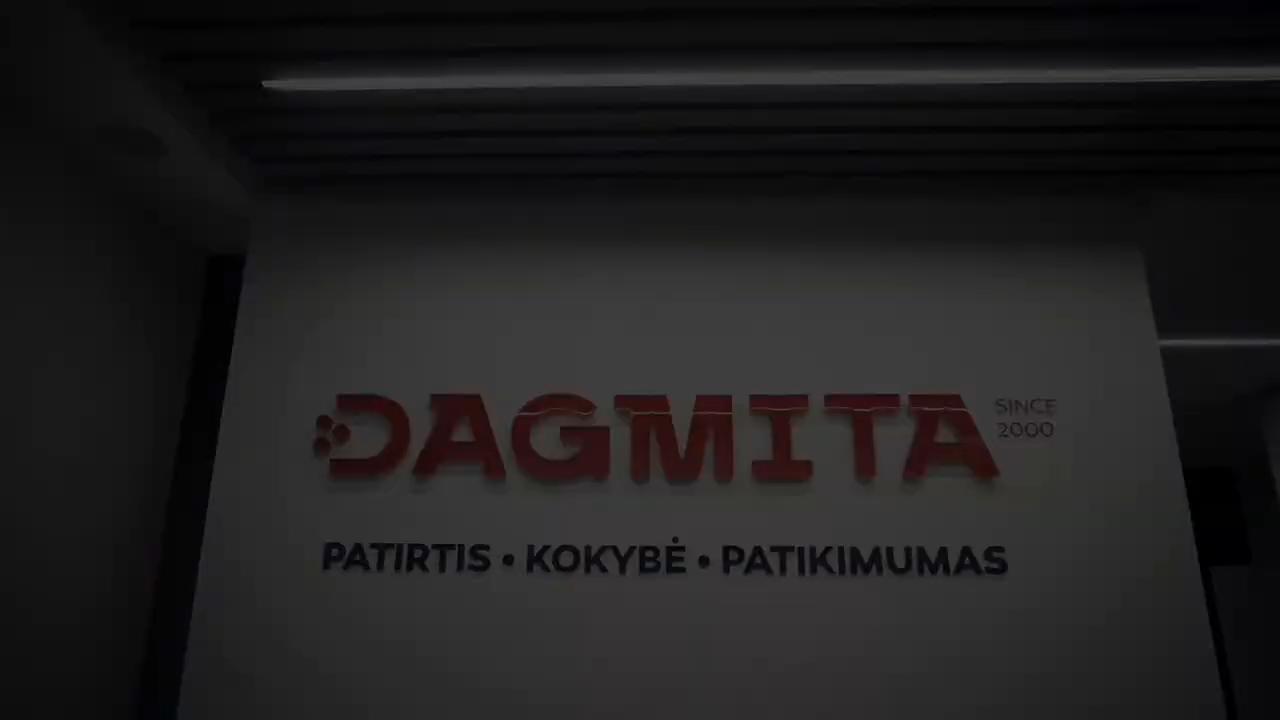 DAGMITA
SINCE
2000
PATIRTIS • KOKYBĖ • PATIKIMUMAS